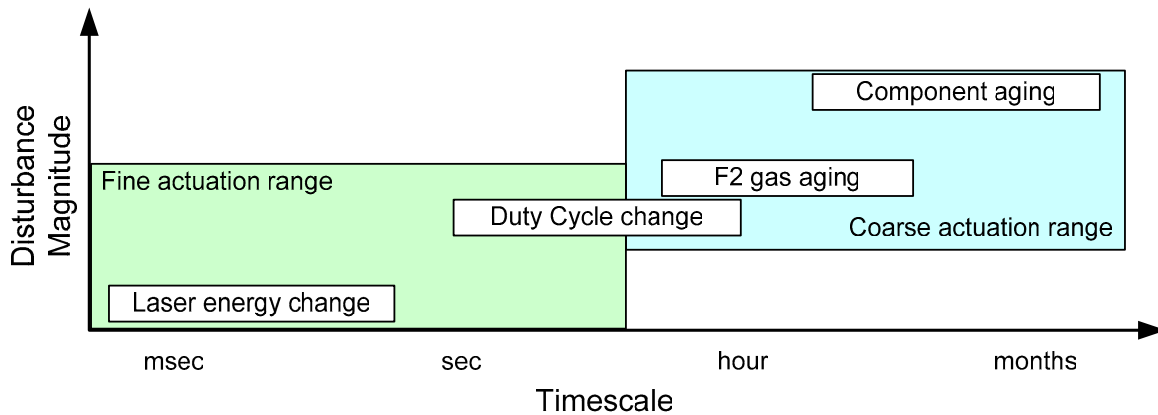 Disturbance
Magnitude
Component aging
Fine actuation range
F2 gas aging
Duty Cycle change
Coarse actuation range
Laser energy change
msec
sec
hour
months
Timescale